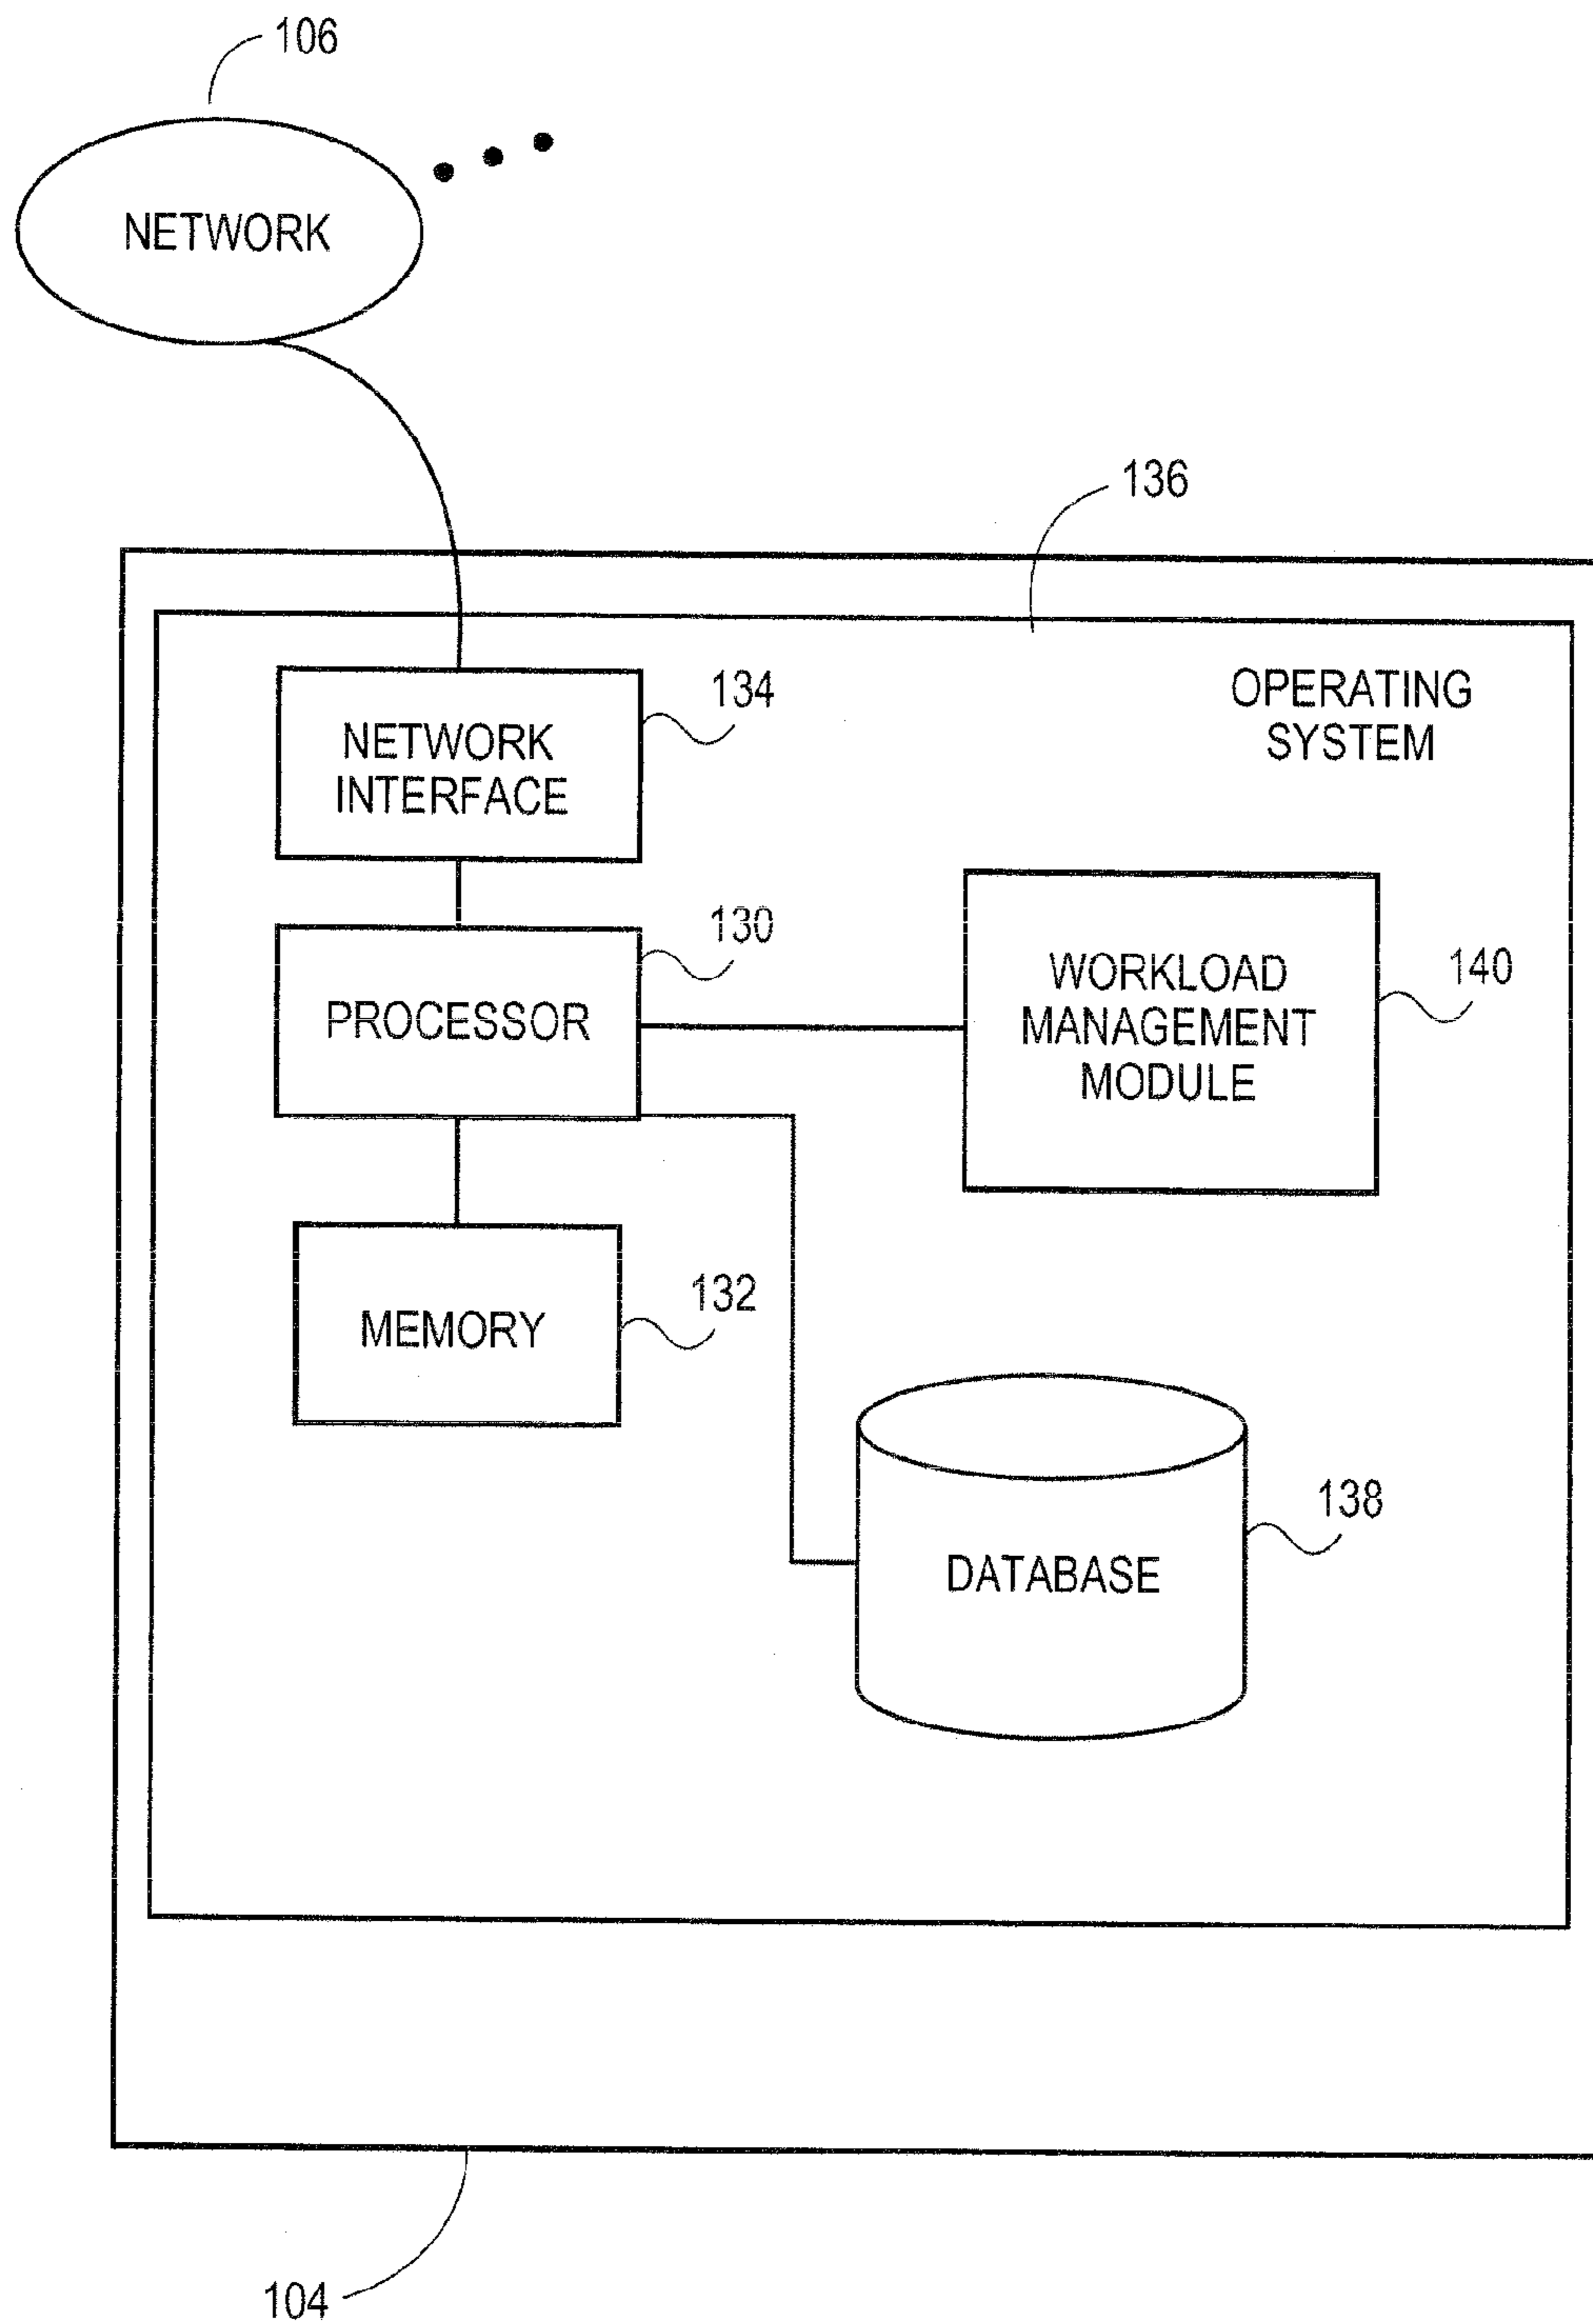 106
NETWORK
136
OPERATING
SYSTEM
134
NETWORK
INTERFACE
130
PROCESSOR
WORKLOAD
MANAGEMENT
MODULE
140
132
MEMORY
138
DATABASE
104